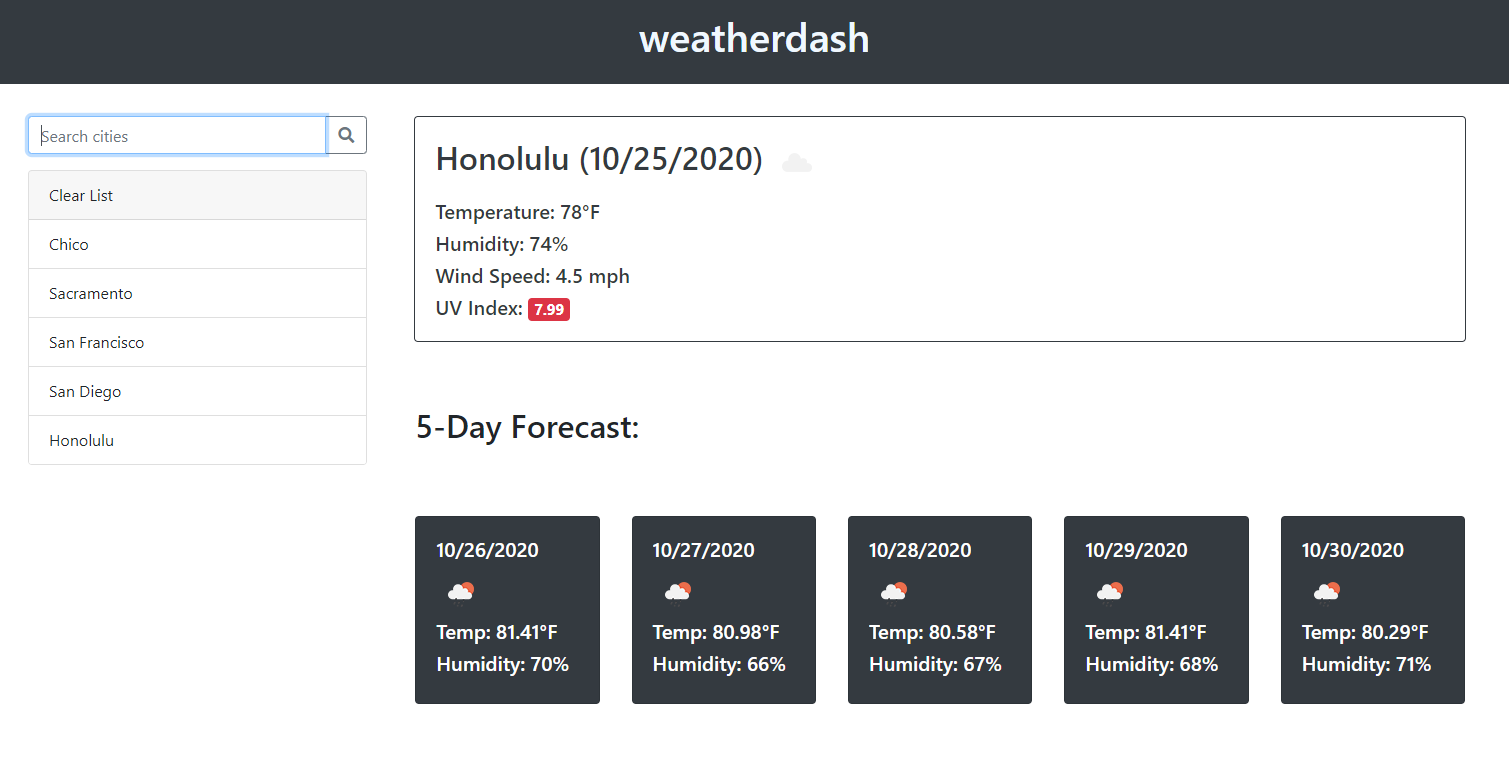 weatherdash
Search cities
Clear List
Chico
Sacramento
San Francisco
San Diego
Honolulu
Honolulu (10/25/2020)
Temperature: 78°F
Humidity: 74%
Wind Speed: 4.5 mph
UV Index: 7.99
5-Day Forecast:
10/26/2020
Temp: 81.41°F
Humidity: 70%
10/27/2020
Temp: 80.98°F
Humidity: 66%
10/28/2020
Temp: 80.58°F
Humidity: 67%
10/29/2020
Temp: 81.41°F
Humidity: 68%
10/30/2020
Temp: 80.29°F
Humidity: 71%